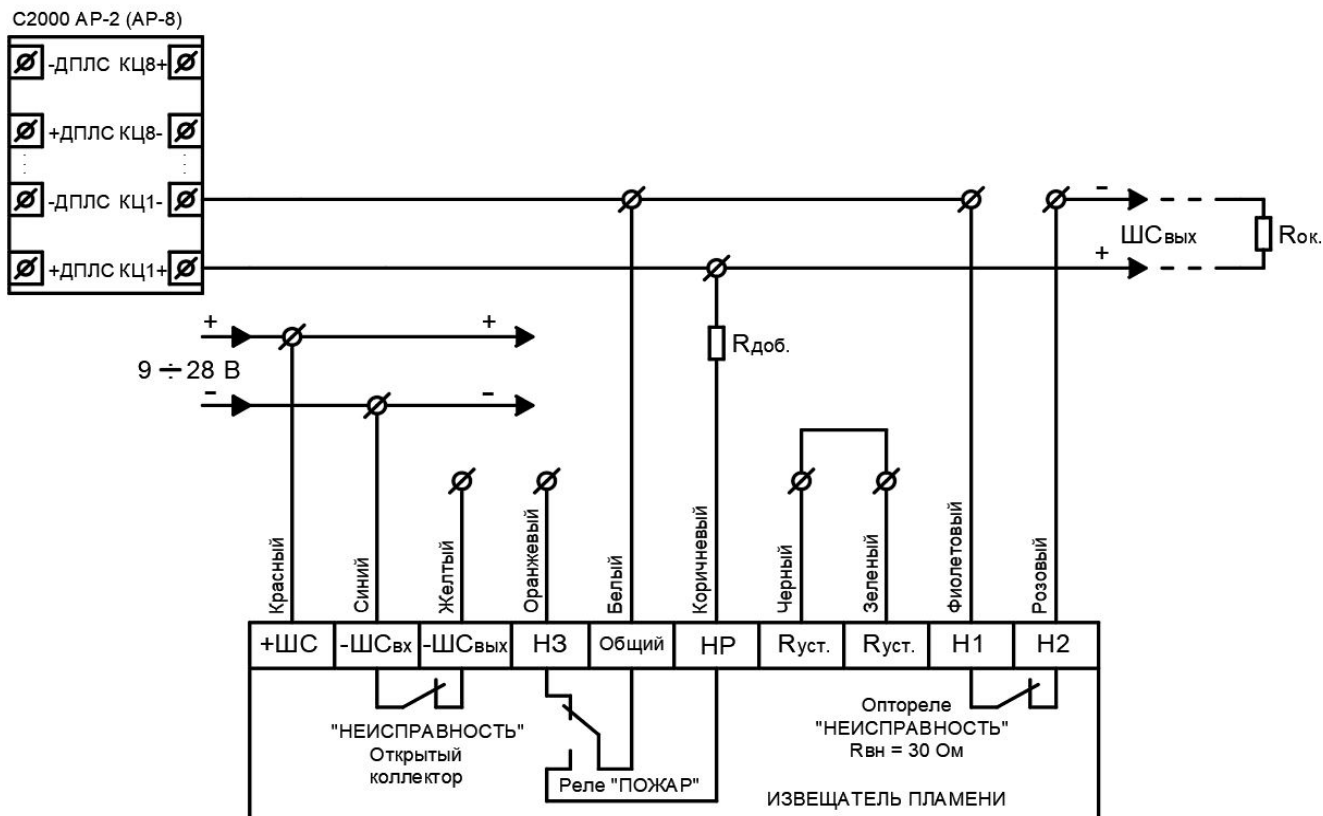 С2000 АР-2 (АР-8)
-ДПЛС КЦ8+
+ДПЛС КЦ8-
-ДПЛС КЦ1-
+ДПЛС КЦ1+
-
ШСвых
+
Rок.
+ +
9 ÷ 28 В
- -
Rдоб.
Красный
Синий
Желтый
Оранжевый
Белый
Коричневый
Черный
Зеленый
Фиолетовый
Розовый
+ШС -ШСвх -ШСвых НЗ Общий НР Rуст. Rуст. Н1 Н2
"НЕИСПРАВНОСТЬ"
Открытый
коллектор
Реле "ПОЖАР"
Оптореле
"НЕИСПРАВНОСТЬ"
Rвн = 30 Ом
ИЗВЕЩАТЕЛЬ ПЛАМЕНИ